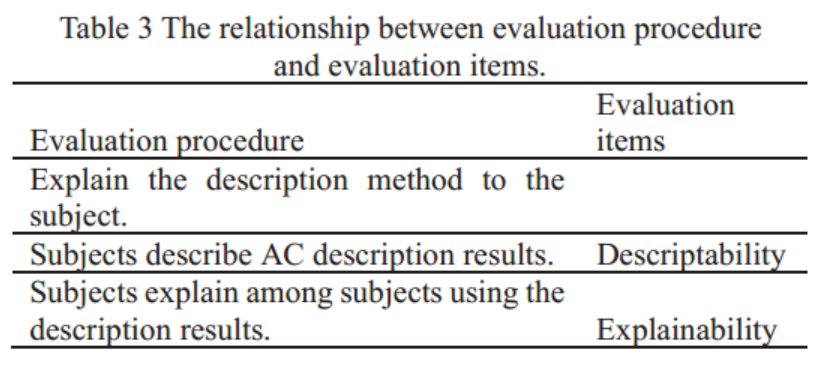 Table 3 The relationship between evaluation procedure
and evaluation items.
Evaluation
Evaluation procedure items
Explain the description method to the
subject.
Subjects describe AC description results. Descriptability
Subjects explain among subjects using the
description results. Explainability